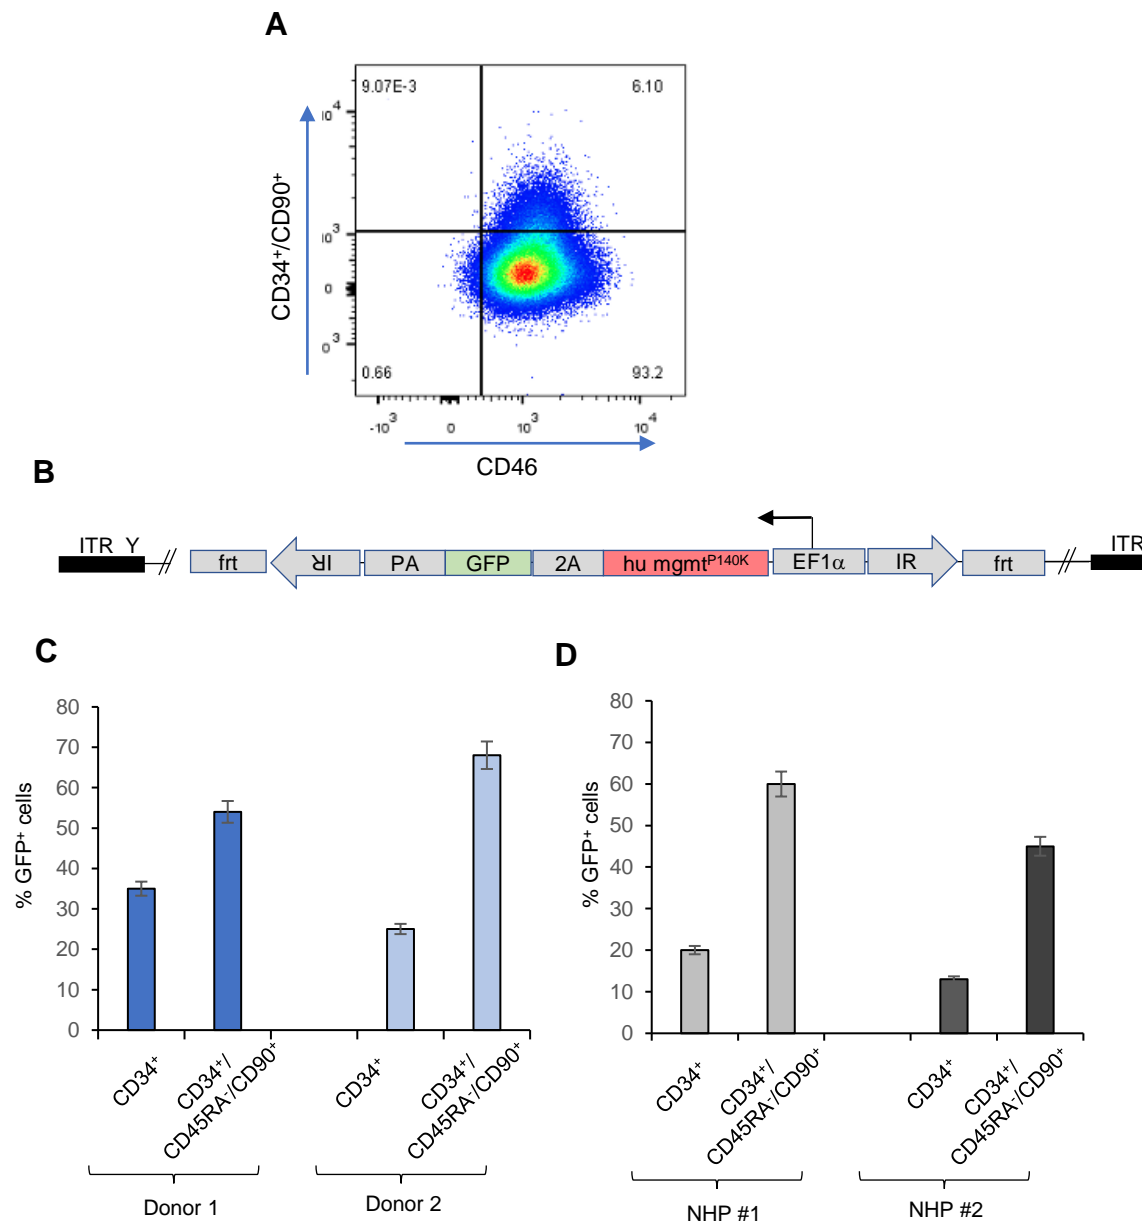 A
9.07E-3 6.10
10⁴
10³
0
0³
CD34⁺/CD90⁺
0.66 93.2
-10³ 0 10³ 10⁴
CD46
B
ITR Y // frt IR PA GFP 2A hu mgmtᴾ¹⁴⁰ᴷ EF1α IR frt // ITR
C
80
70
60
50
40
30
20
10
0
% GFP⁺ cells
CD34⁺
CD34⁺/
CD45RA⁻/CD90⁺
CD34⁺
CD34⁺/
CD45RA⁻/CD90⁺
Donor 1
Donor 2
D
80
70
60
50
40
30
20
10
0
% GFP⁺ cells
CD34⁺
CD34⁺/
CD45RA⁻/CD90⁺
CD34⁺
CD34⁺/
CD45RA⁻/CD90⁺
NHP #1
NHP #2